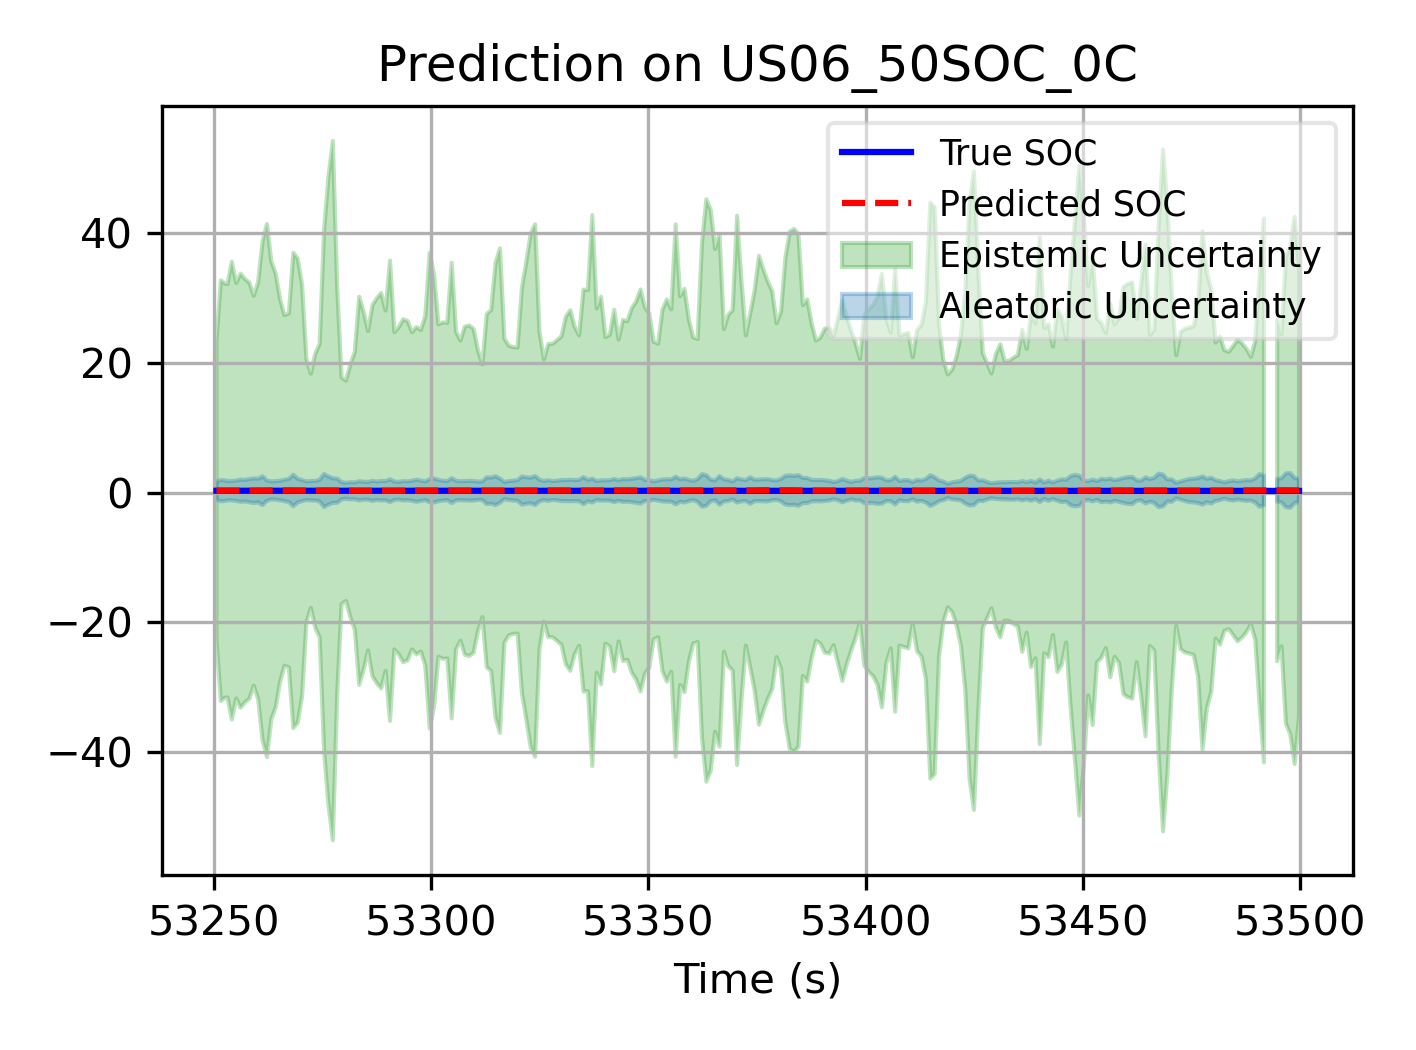 Prediction on US06_50SOC_0C
True SOC
Predicted SOC
Epistemic Uncertainty
Aleatoric Uncertainty
40
20
0
−20
−40
53250 53300 53350 53400 53450 53500
Time (s)